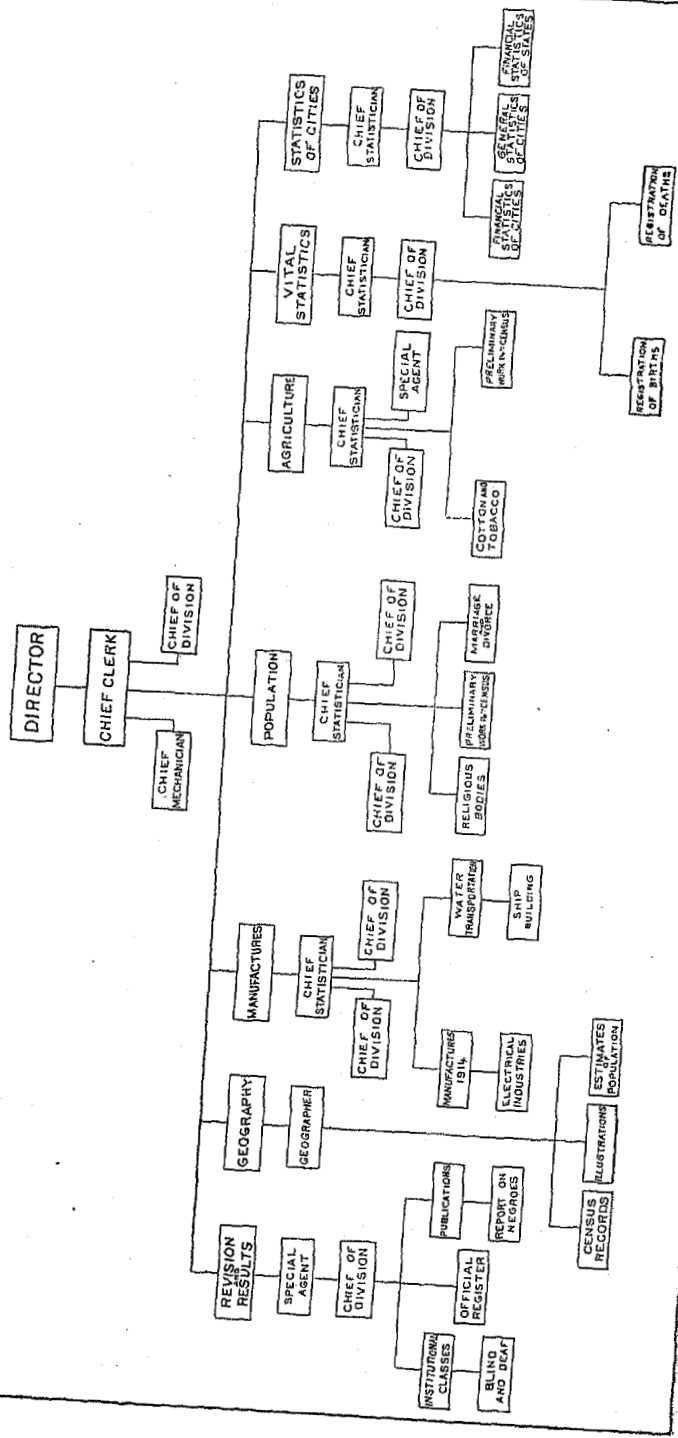 DIRECTOR
CHIEF CLERK
CHIEF
MECHANICIAN
CHIEF OF
DIVISION
REVISION
AND
RESULTS
SPECIAL
AGENT
CHIEF OF
DIVISION
INSTITUTIONAL
CLASSES
BLIND
AND DEAF
OFFICIAL
REGISTER
PUBLICATIONS
REPORT ON
NEGROES
GEOGRAPHY
GEOGRAPHER
CENSUS
RECORDS
ILLUSTRATIONS
ESTIMATES
OF
POPULATION
MANUFACTURES
CHIEF
STATISTICIAN
CHIEF OF
DIVISION
CHIEF OF
DIVISION
MANUFACTURES
1914
ELECTRICAL
INDUSTRIES
WATER
TRANSPORTATION
SHIP
BUILDING
POPULATION
CHIEF
STATISTICIAN
CHIEF OF
DIVISION
CHIEF OF
DIVISION
RELIGIOUS
BODIES
PRELIMINARY
WORK CENSUS
MARRIAGE
AND
DIVORCE
AGRICULTURE
CHIEF
STATISTICIAN
CHIEF OF
DIVISION
SPECIAL
AGENT
COTTON AND
TOBACCO
PRELIMINARY
WORK CENSUS
VITAL
STATISTICS
CHIEF
STATISTICIAN
CHIEF OF
DIVISION
REGISTRATION
OF BIRTHS
REGISTRATION
OF DEATHS
STATISTICS
OF CITIES
CHIEF
STATISTICIAN
CHIEF OF
DIVISION
FINANCIAL
STATISTICS
OF CITIES
GENERAL
STATISTICS
OF CITIES
FINANCIAL
STATISTICS
OF STATES